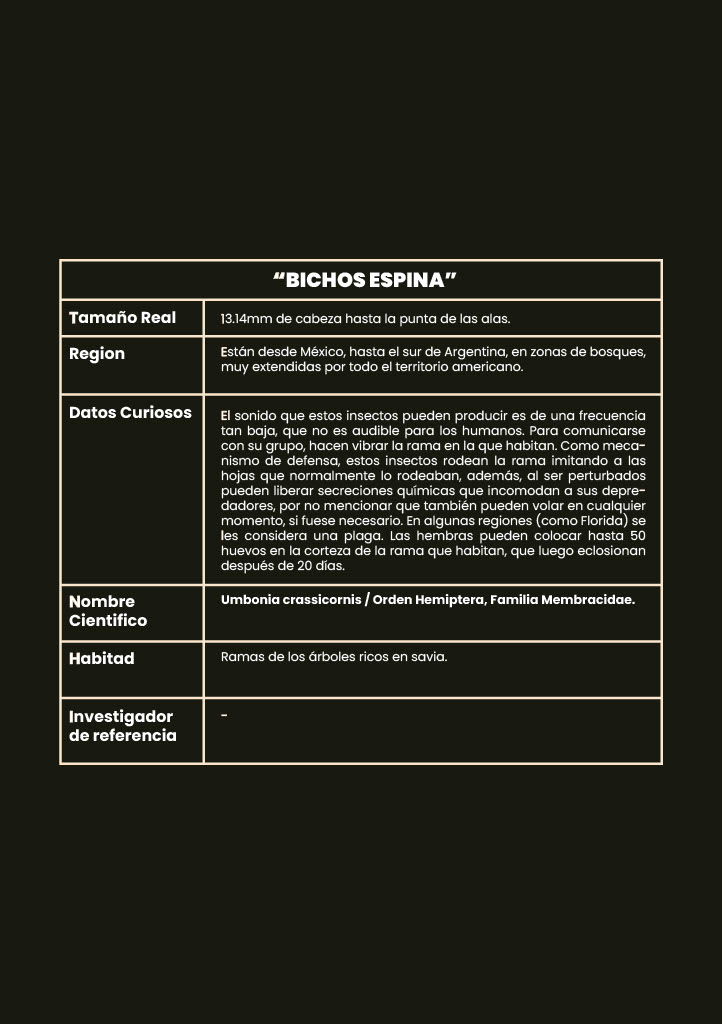 “BICHOS ESPINA”
Tamaño Real
13.14mm de cabeza hasta la punta de las alas.
Region
Están desde México, hasta el sur de Argentina, en zonas de bosques,
muy extendidas por todo el territorio americano.
Datos Curiosos
El sonido que estos insectos pueden producir es de una frecuencia
tan baja, que no es audible para los humanos. Para comunicarse
con su grupo, hacen vibrar la rama en la que habitan. Como meca-
nismo de defensa, estos insectos rodean la rama imitando a las
hojas que normalmente lo rodeaban, además, al ser perturbados
pueden liberar secreciones químicas que incomodan a sus depre-
dadores, por no mencionar que también pueden volar en cualquier
momento, si fuese necesario. En algunas regiones (como Florida) se
les considera una plaga. Las hembras pueden colocar hasta 50
huevos en la corteza de la rama que habitan, que luego eclosionan
después de 20 días.
Nombre
Cientifico
Umbonia crassicornis / Orden Hemiptera, Familia Membracidae.
Habitad
Ramas de los árboles ricos en savia.
Investigador
de referencia
-